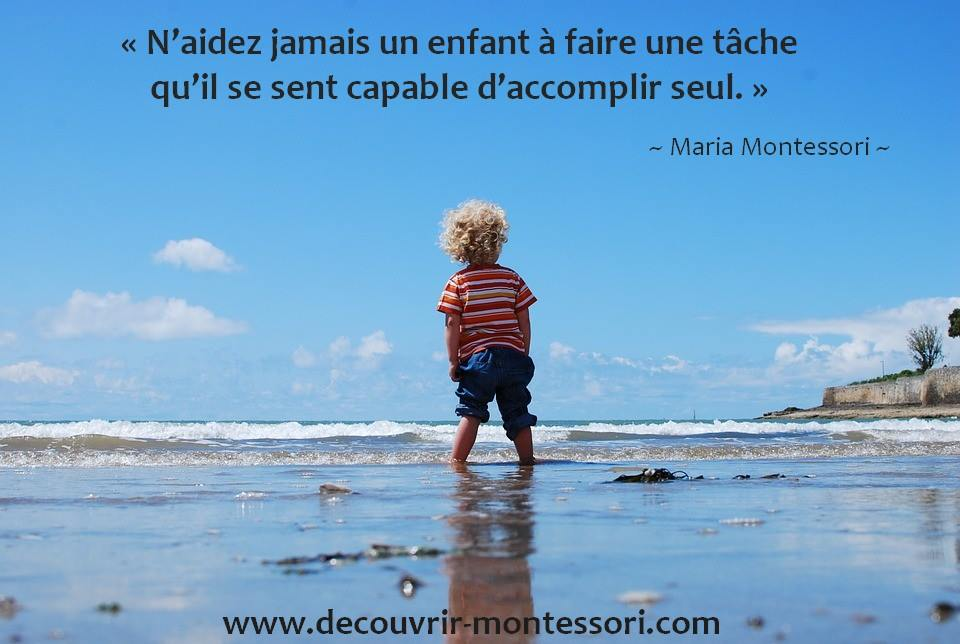 « N’aidez jamais un enfant à faire une tâche
qu’il se sent capable d’accomplir seul. »
~ Maria Montessori ~
www.decouvrir-montessori.com